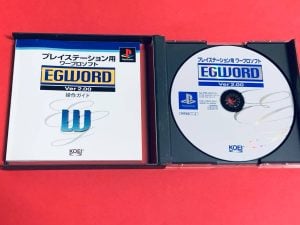 プレイステーション用
ワープロソフト
EGWORD
Ver 2.00
操作ガイド
W
KOEI
プレイステーション用 ワープロソフト
EGWORD
Ver 2.00
KOEI